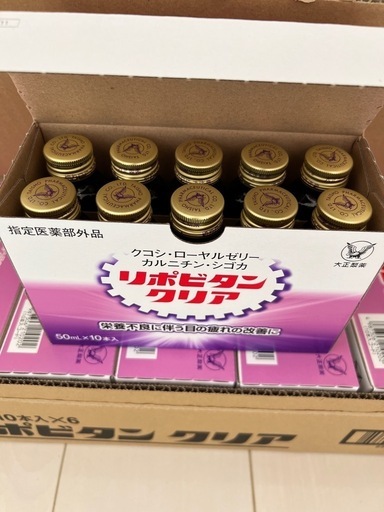 指定医薬部外品
クコシ・ローヤルゼリー
カルニチン・シゴカ
リポビタン
クリア
大正製薬
栄養不良に伴う目の疲れの改善に
50mL×10本入
10本入×6
リポビタン クリア